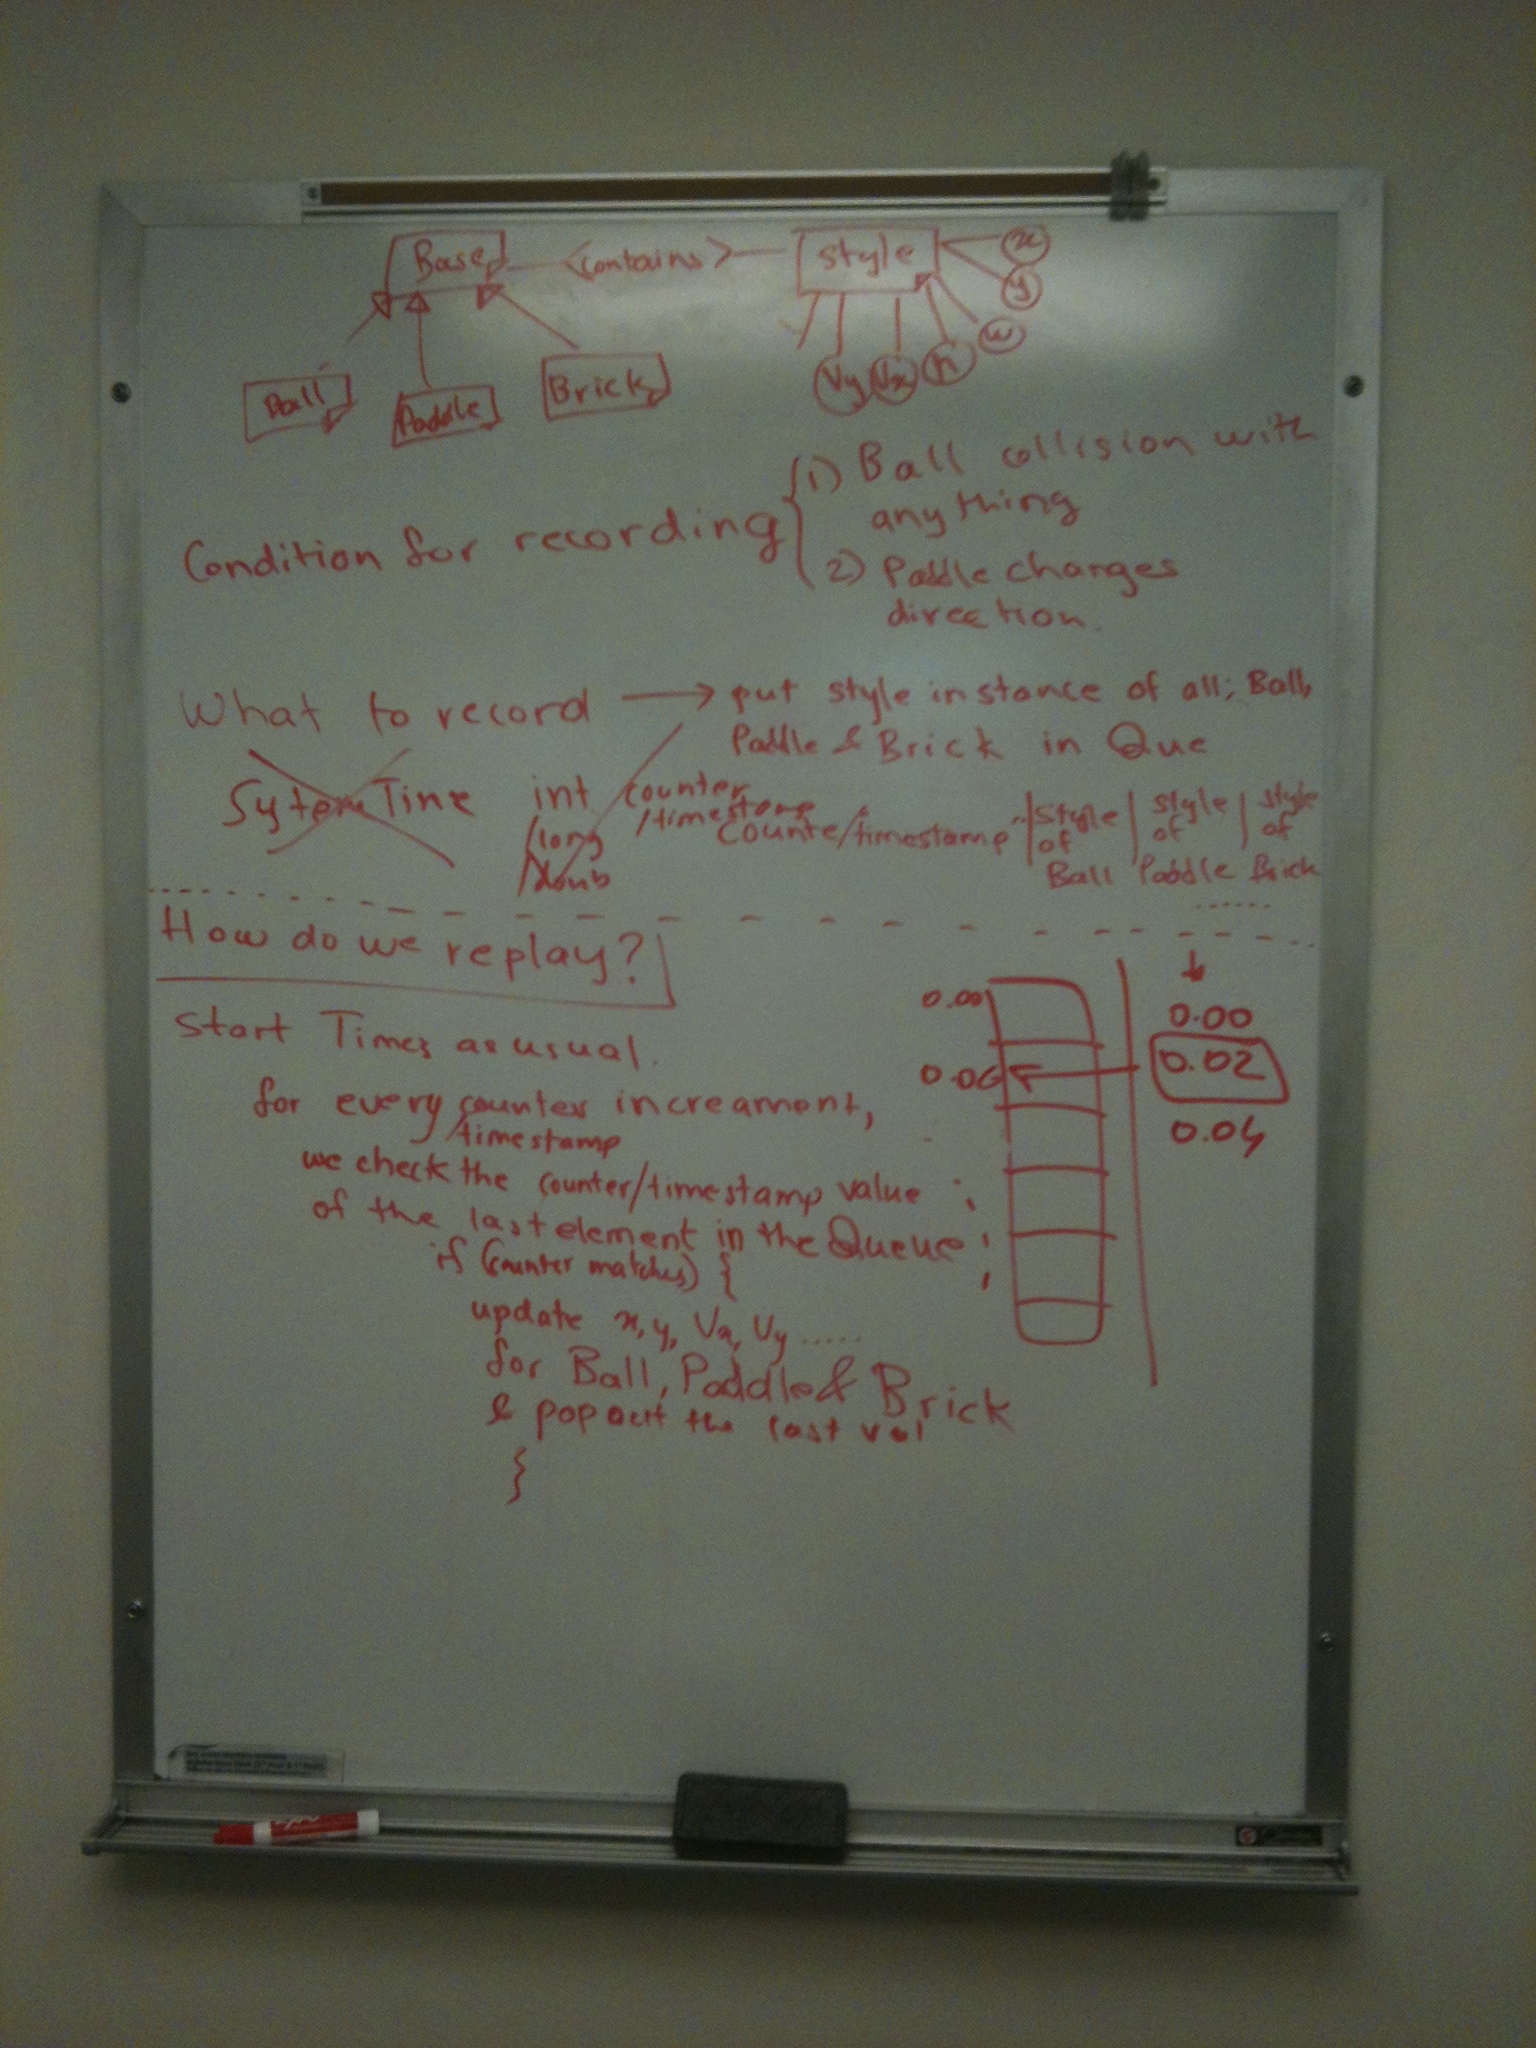 Base <contains> style x
y
w
h
Vx
Vy
Ball Paddle Brick
Condition for recording
(1) Ball collision with
anything
2) Paddle changes
direction.
What to record → put style instance of all; Ball,
Paddle & Brick in Que
Sytem Time int counter
/timestamp
/long
/doub
Counte/timestamp | Style of Ball | Style of Paddle | Style of Brick
How do we replay?
Start Times as usual.
for every counter increament,
/timestamp
we check the counter/timestamp value
of the last element in the Queue
if (counter matches) {
update x, y, Vx, Vy .....
for Ball, Paddle & Brick
& pop out the last val
}
0.00
0.06
0.00
0.02
0.04